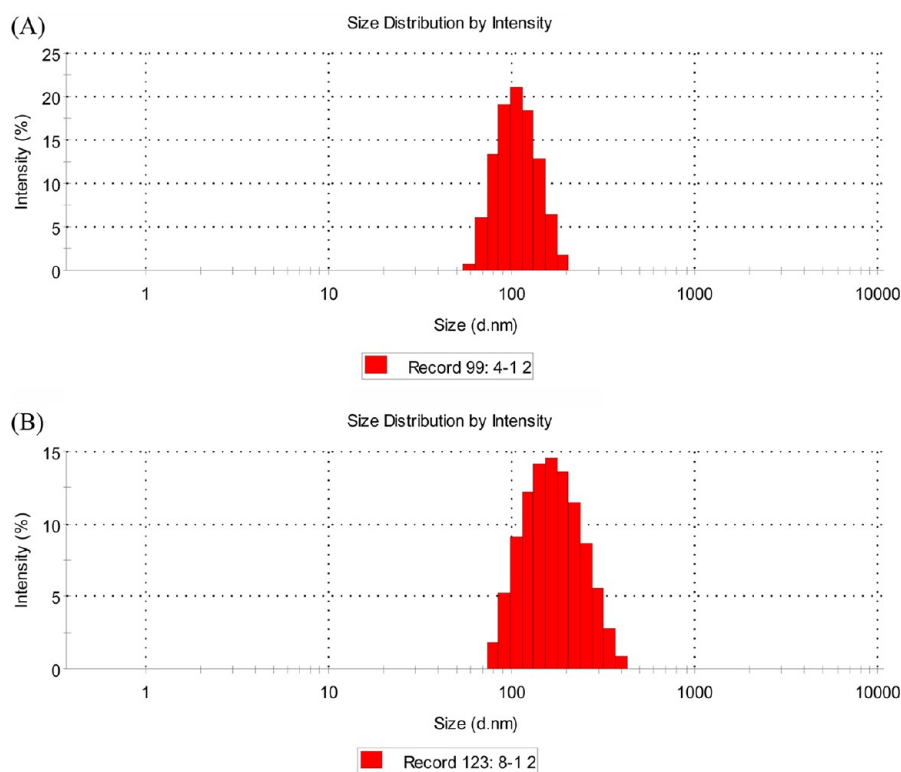 (A)
Size Distribution by Intensity
25
20
15
10
5
0
Intensity (%)
1 10 100 1000 10000
Size (d.nm)
Record 99: 4-1 2
(B)
Size Distribution by Intensity
15
10
5
0
Intensity (%)
1 10 100 1000 10000
Size (d.nm)
Record 123: 8-1 2